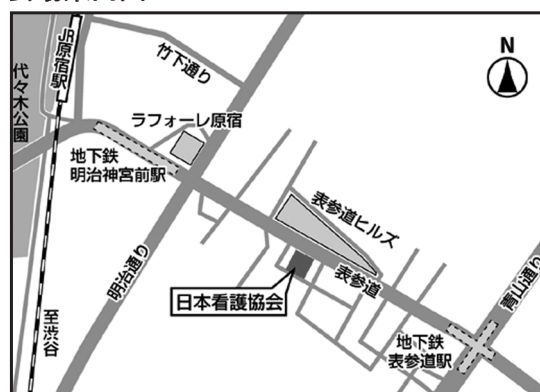 JR原宿駅
竹下通り
N
代々木公園
ラフォーレ原宿
地下鉄
明治神宮前駅
表参道ヒルズ
明治通り
表参道
青山通り
日本看護協会
至渋谷
地下鉄
表参道駅